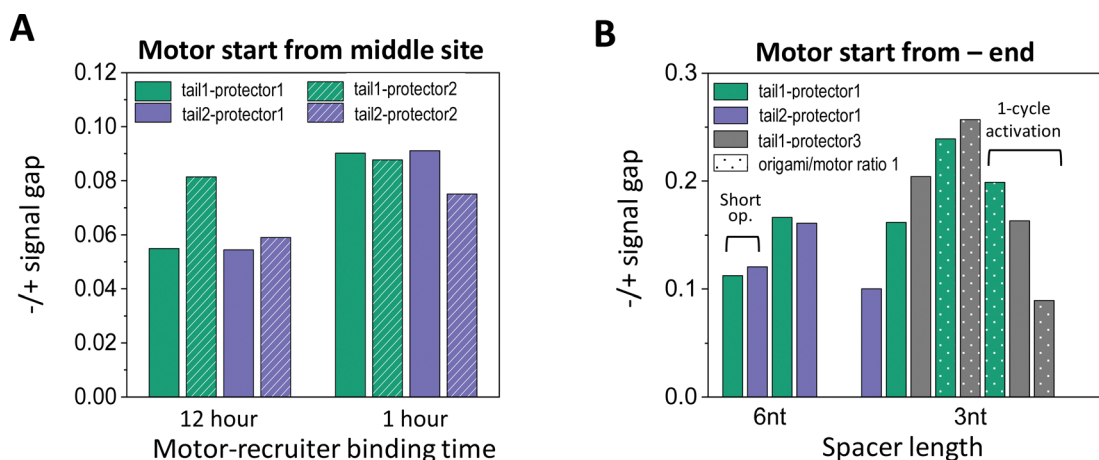 A
Motor start from middle site
-/+ signal gap
0.12
0.10
0.08
0.06
0.04
0.02
0.00
tail1-protector1
tail1-protector2
tail2-protector1
tail2-protector2
12 hour
1 hour
Motor-recruiter binding time
B
Motor start from – end
-/+ signal gap
0.3
0.2
0.1
0.0
tail1-protector1
tail2-protector1
tail1-protector3
origami/motor ratio 1
1-cycle
activation
Short
op.
6nt
3nt
Spacer length